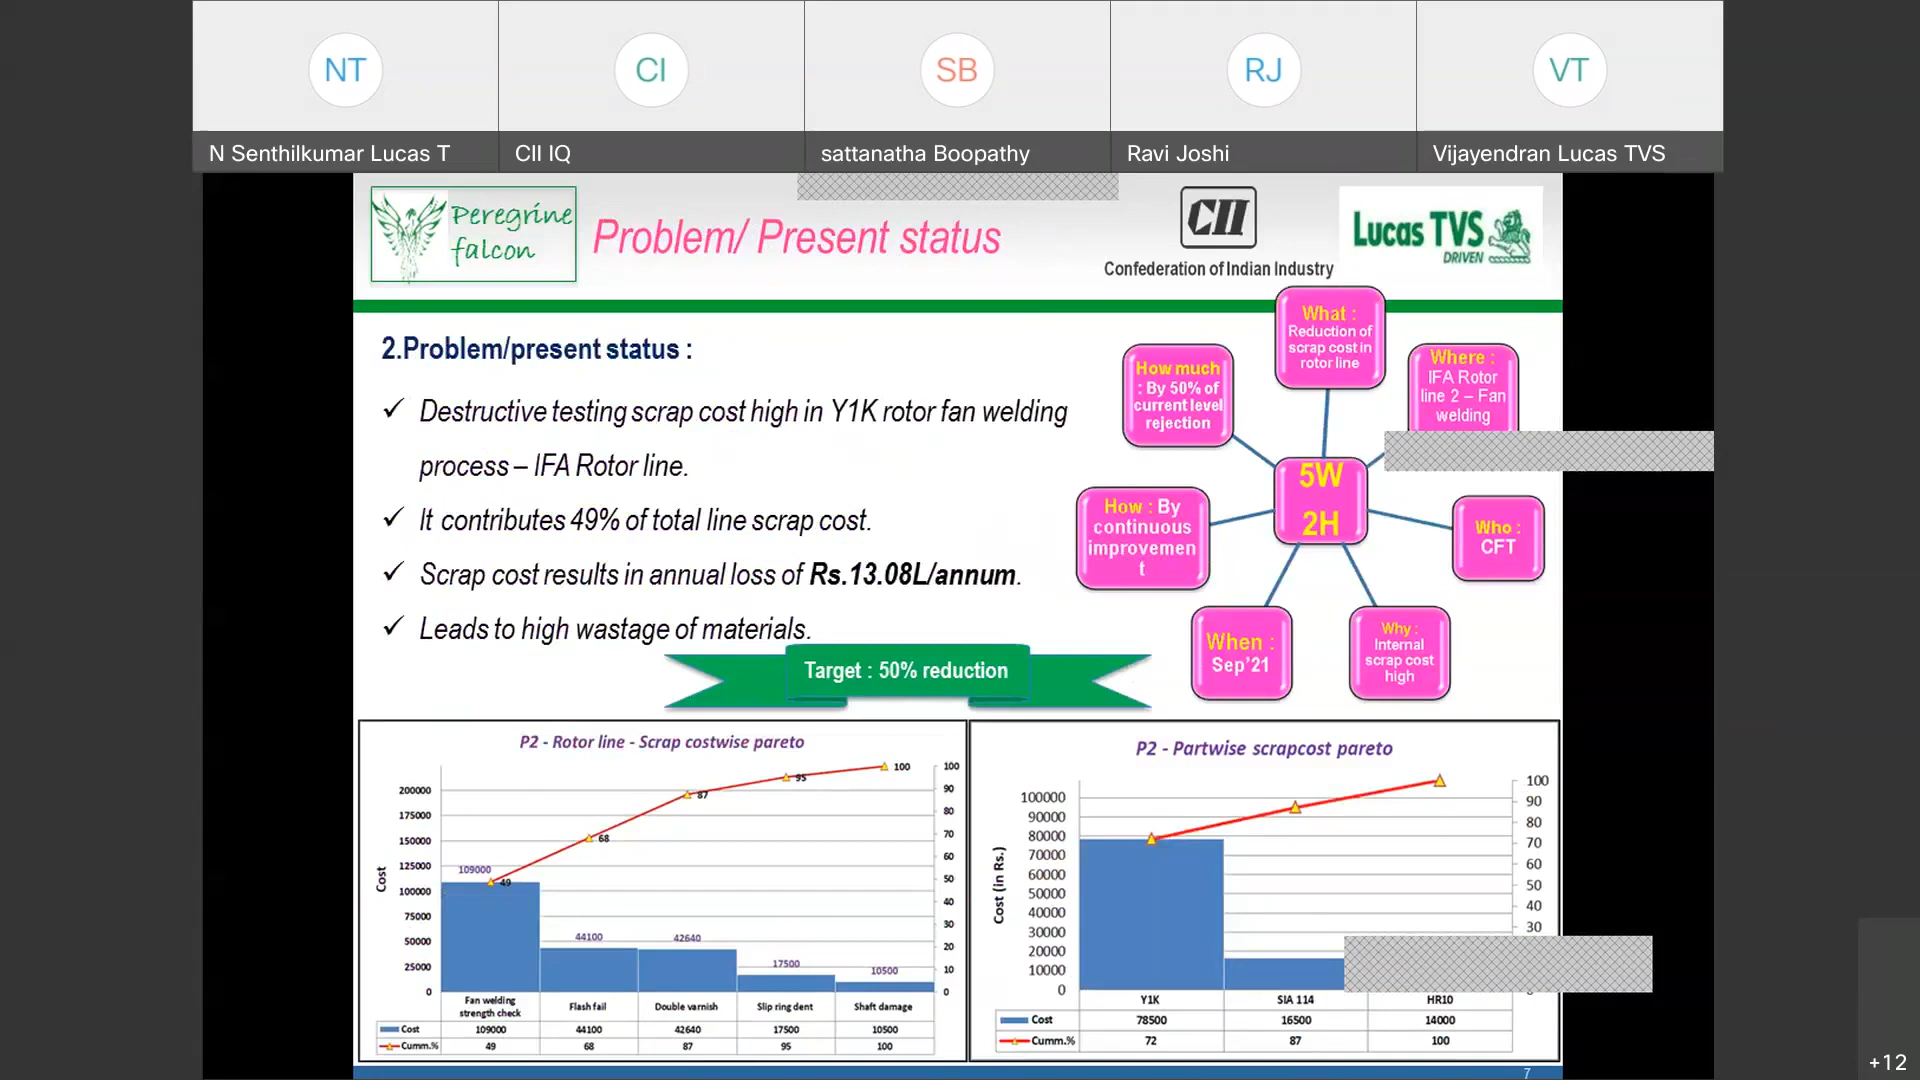 NT
CI
SB
RJ
VT
N Senthilkumar Lucas T
CII IQ
sattanatha Boopathy
Ravi Joshi
Vijayendran Lucas TVS
Peregrine
falcon
Problem/ Present status
CII
Confederation of Indian Industry
Lucas TVS
DRIVEN
2.Problem/present status :
✓ Destructive testing scrap cost high in Y1K rotor fan welding
process – IFA Rotor line.
✓ It contributes 49% of total line scrap cost.
✓ Scrap cost results in annual loss of Rs.13.08L/annum.
✓ Leads to high wastage of materials.
Target : 50% reduction
What :
Reduction of
scrap cost in
rotor line
How much
: By 50% of
current level
rejection
Where :
IFA Rotor
line 2 – Fan
welding
5W
2H
How : By
continuous
improvemen
t
Who :
CFT
When :
Sep'21
Why :
Internal
scrap cost
high
P2 - Rotor line - Scrap costwise pareto
Cost
200000
175000
150000
125000
100000
75000
50000
25000
0
109000
44100
42640
17500
10500
49
68
87
95
100
100
90
80
70
60
50
40
30
20
10
0
Fan welding
strength check
Flash fail
Double varnish
Slip ring dent
Shaft damage
Cost 109000 44100 42640 17500 10500
Cumm.% 49 68 87 95 100
P2 - Partwise scrapcost pareto
Cost (in Rs.)
100000
90000
80000
70000
60000
50000
40000
30000
20000
10000
0
100
90
80
70
60
50
40
30
Y1K SIA 114 HR10
Cost 78500 16500 14000
Cumm.% 72 87 100
7
+12